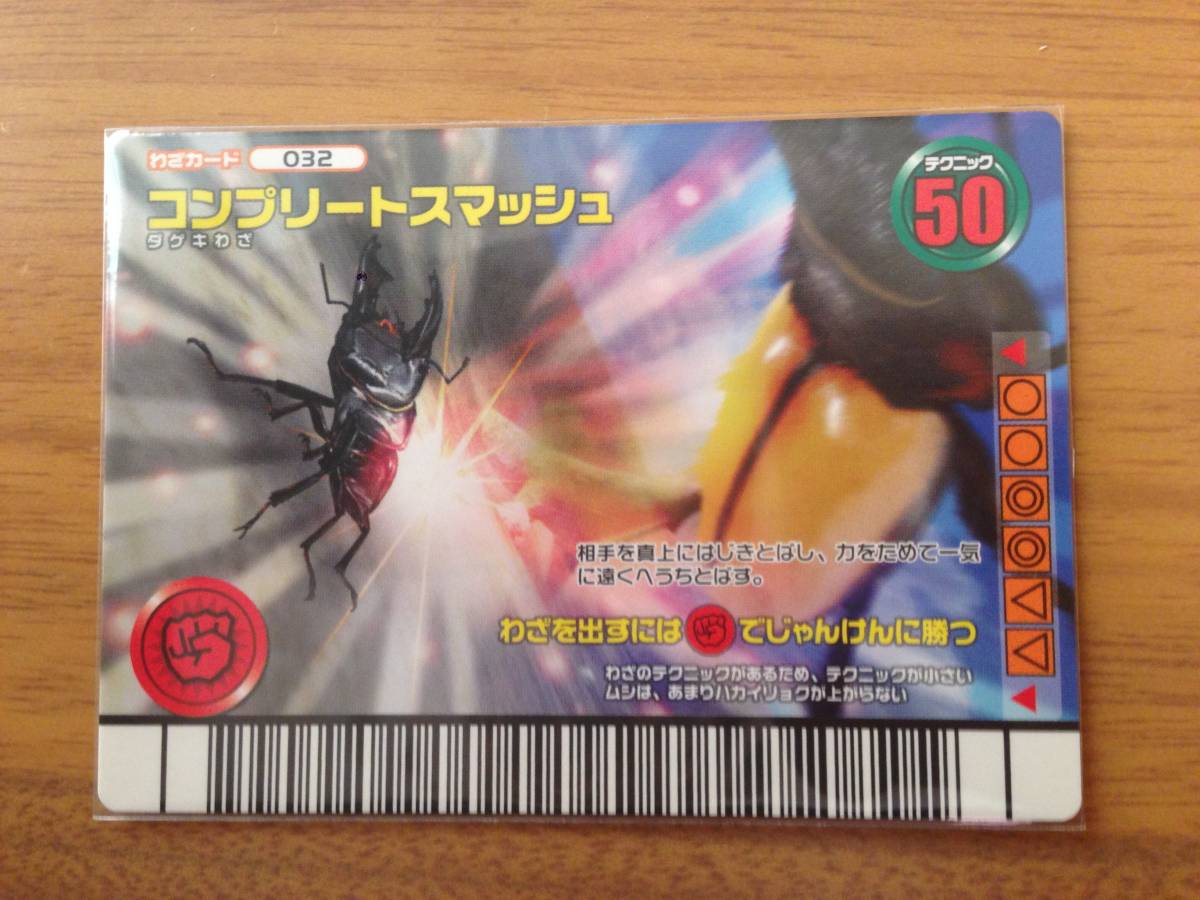 わざカード 032
コンプリートスマッシュ
ダゲキわざ
テクニック
50
相手を真上にはじきとばし、力をためて一気
に遠くへうちとばす。
わざを出すには でじゃんけんに勝つ
わざのテクニックがあるため、テクニックが小さい
ムシは、あまりハカイリョクが上がらない